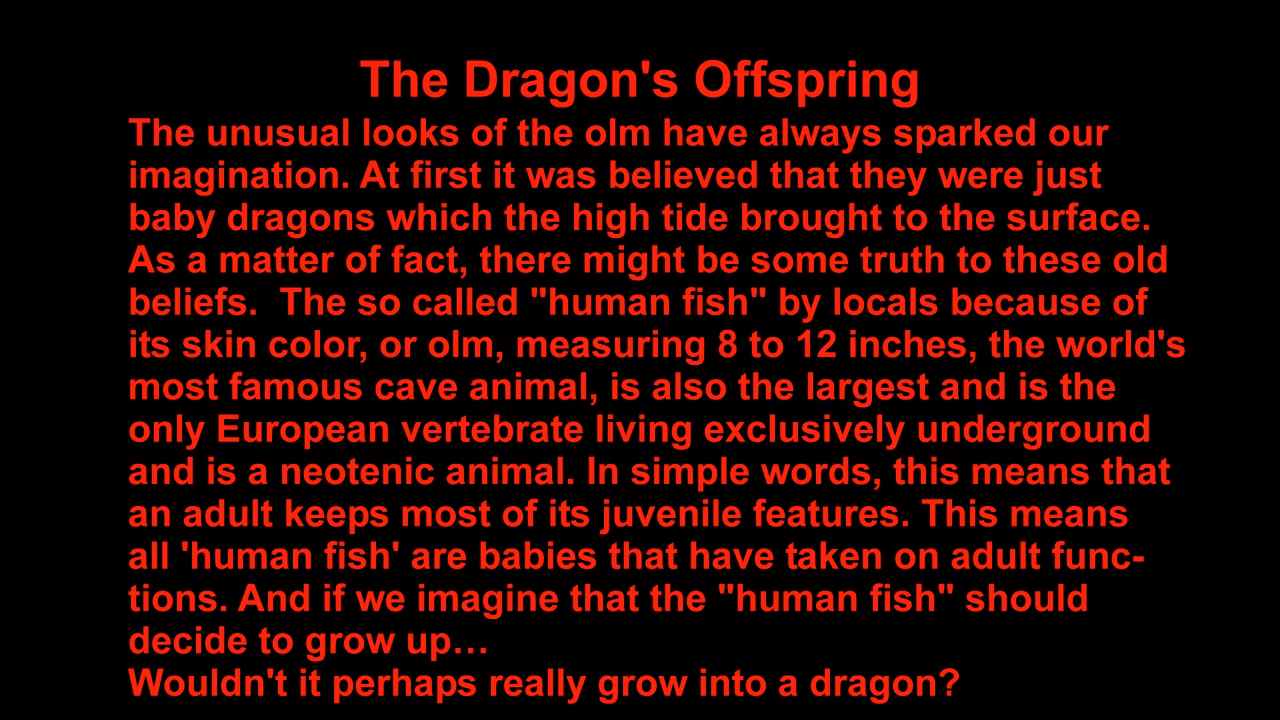 The Dragon's Offspring
The unusual looks of the olm have always sparked our
imagination. At first it was believed that they were just
baby dragons which the high tide brought to the surface.
As a matter of fact, there might be some truth to these old
beliefs.  The so called "human fish" by locals because of
its skin color, or olm, measuring 8 to 12 inches, the world's
most famous cave animal, is also the largest and is the
only European vertebrate living exclusively underground
and is a neotenic animal. In simple words, this means that
an adult keeps most of its juvenile features. This means
all 'human fish' are babies that have taken on adult func-
tions. And if we imagine that the "human fish" should
decide to grow up…
Wouldn't it perhaps really grow into a dragon?